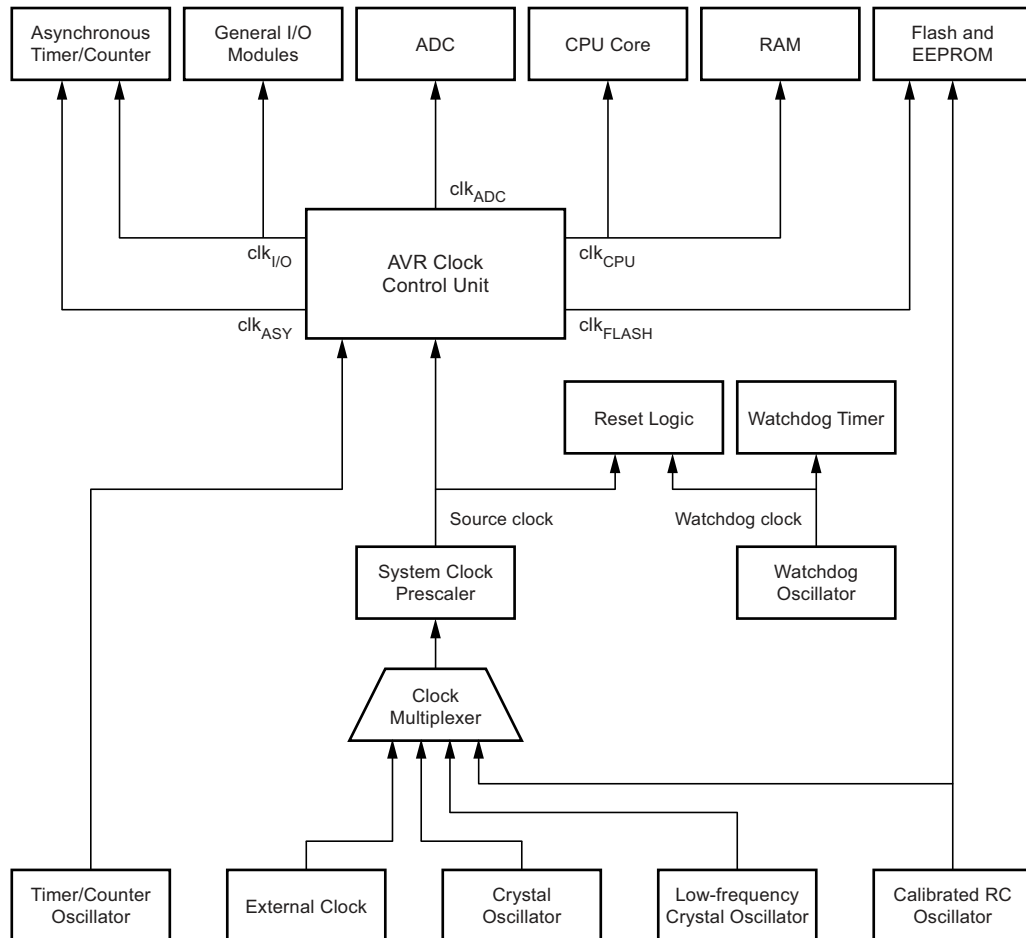 Asynchronous
Timer/Counter
General I/O
Modules
ADC
CPU Core
RAM
Flash and
EEPROM
clkADC
clkI/O
AVR Clock
Control Unit
clkCPU
clkASY
clkFLASH
Reset Logic
Watchdog Timer
Source clock
Watchdog clock
System Clock
Prescaler
Watchdog
Oscillator
Clock
Multiplexer
Timer/Counter
Oscillator
External Clock
Crystal
Oscillator
Low-frequency
Crystal Oscillator
Calibrated RC
Oscillator